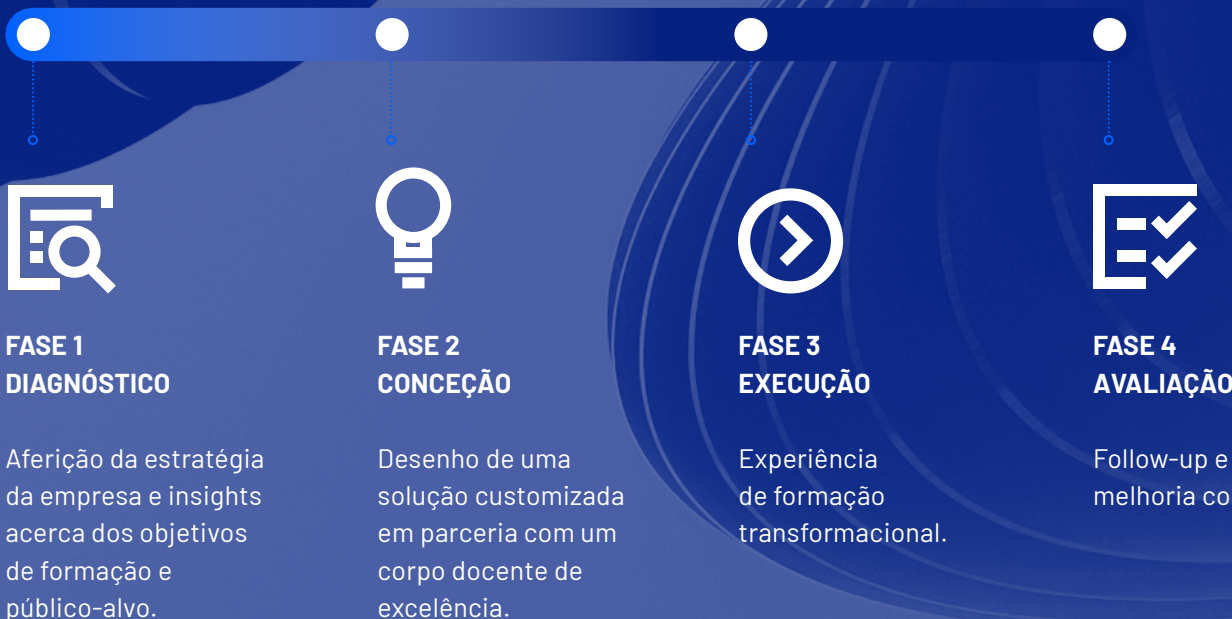 FASE 1
DIAGNÓSTICO
Aferição da estratégia
da empresa e insights
acerca dos objetivos
de formação e
público-alvo.
FASE 2
CONCEÇÃO
Desenho de uma
solução customizada
em parceria com um
corpo docente de
excelência.
FASE 3
EXECUÇÃO
Experiência
de formação
transformacional.
FASE 4
AVALIAÇÃO
Follow-up e
melhoria